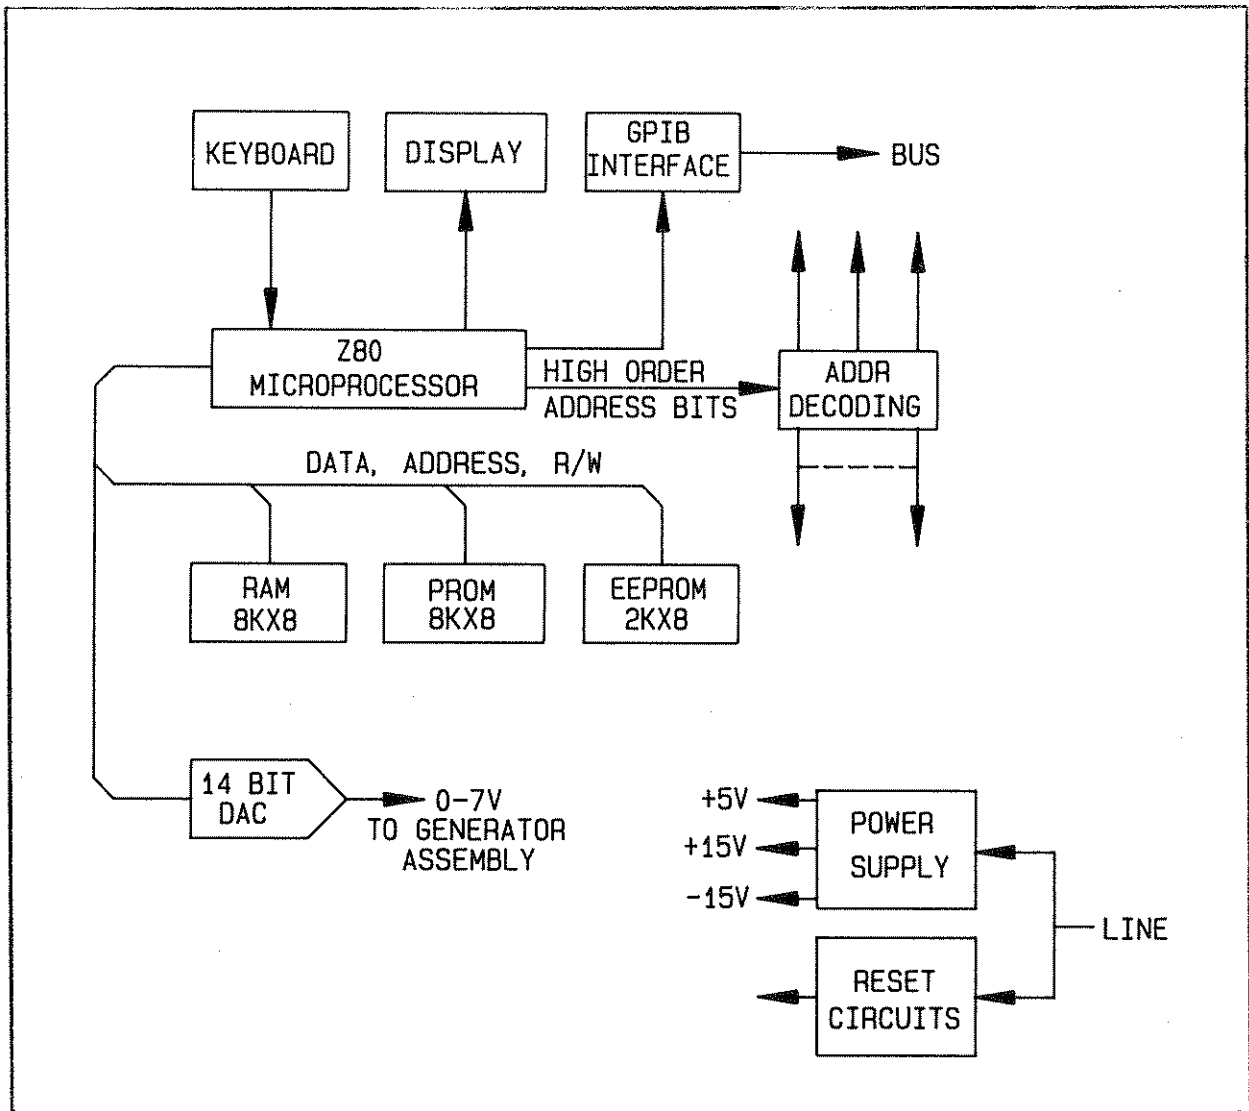 KEYBOARD
DISPLAY
GPIB
INTERFACE
BUS
Z80
MICROPROCESSOR
HIGH ORDER
ADDRESS BITS
ADDR
DECODING
DATA, ADDRESS, R/W
RAM
8KX8
PROM
8KX8
EEPROM
2KX8
14 BIT
DAC
0-7V
TO GENERATOR
ASSEMBLY
+5V
+15V
-15V
POWER
SUPPLY
LINE
RESET
CIRCUITS